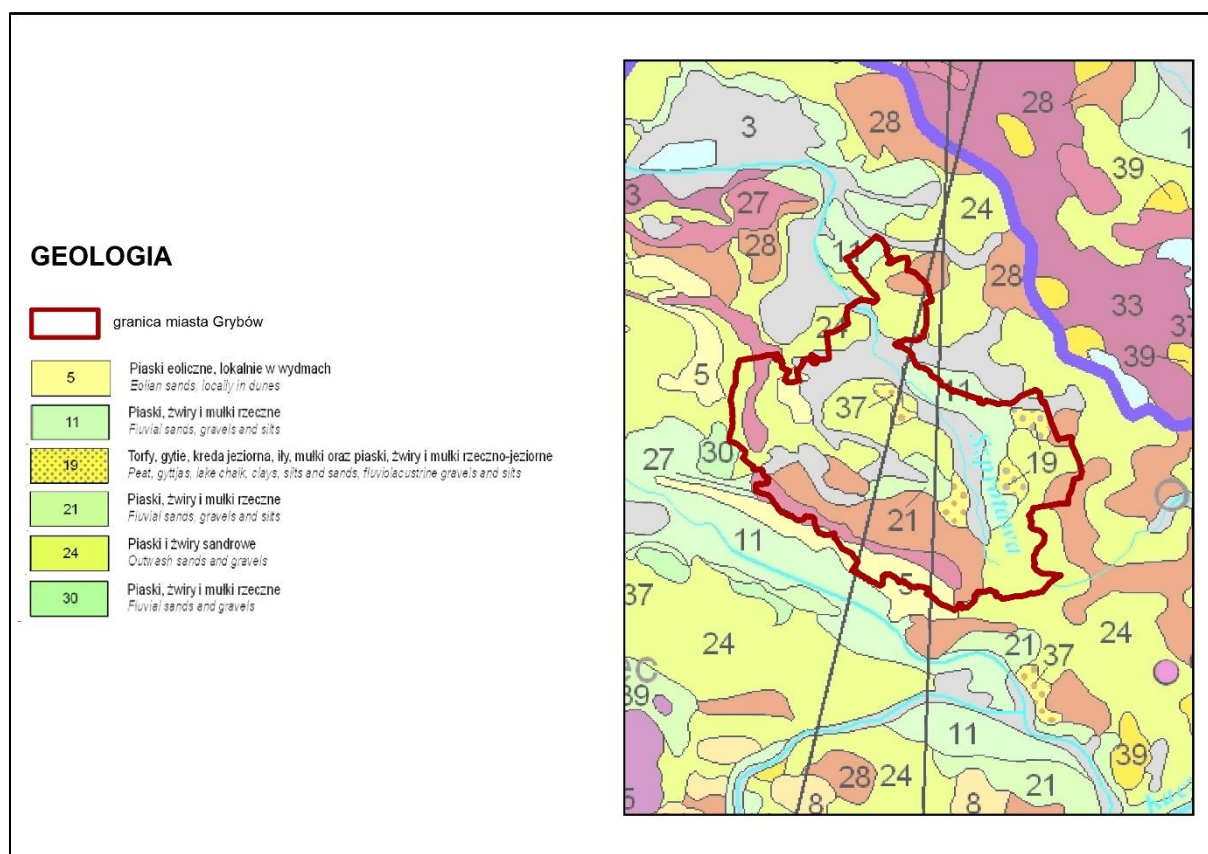 GEOLOGIA
granica miasta Grybów
5
Piaski eoliczne, lokalnie w wydmach
Eolian sands, locally in dunes
11
Piaski, żwiry i mułki rzeczne
Fluvial sands, gravels and silts
19
Torfy, gytie, kreda jeziorna, iły, mułki oraz piaski, żwiry i mułki rzeczno-jeziorne
Peat, gyttjas, lake chalk, clays, silts and sands, fluviolacustrine gravels and silts
21
Piaski, żwiry i mułki rzeczne
Fluvial sands, gravels and silts
24
Piaski i żwiry sandrowe
Outwash sands and gravels
30
Piaski, żwiry i mułki rzeczne
Fluvial sands and gravels
28
3
28
1
39
3
27
24
28
11
28
33
24
37
39
5
11
37
30
27
19
21
11
5
37
24
24
21
37
ec
39
11
39
28
24
21
8
8
5